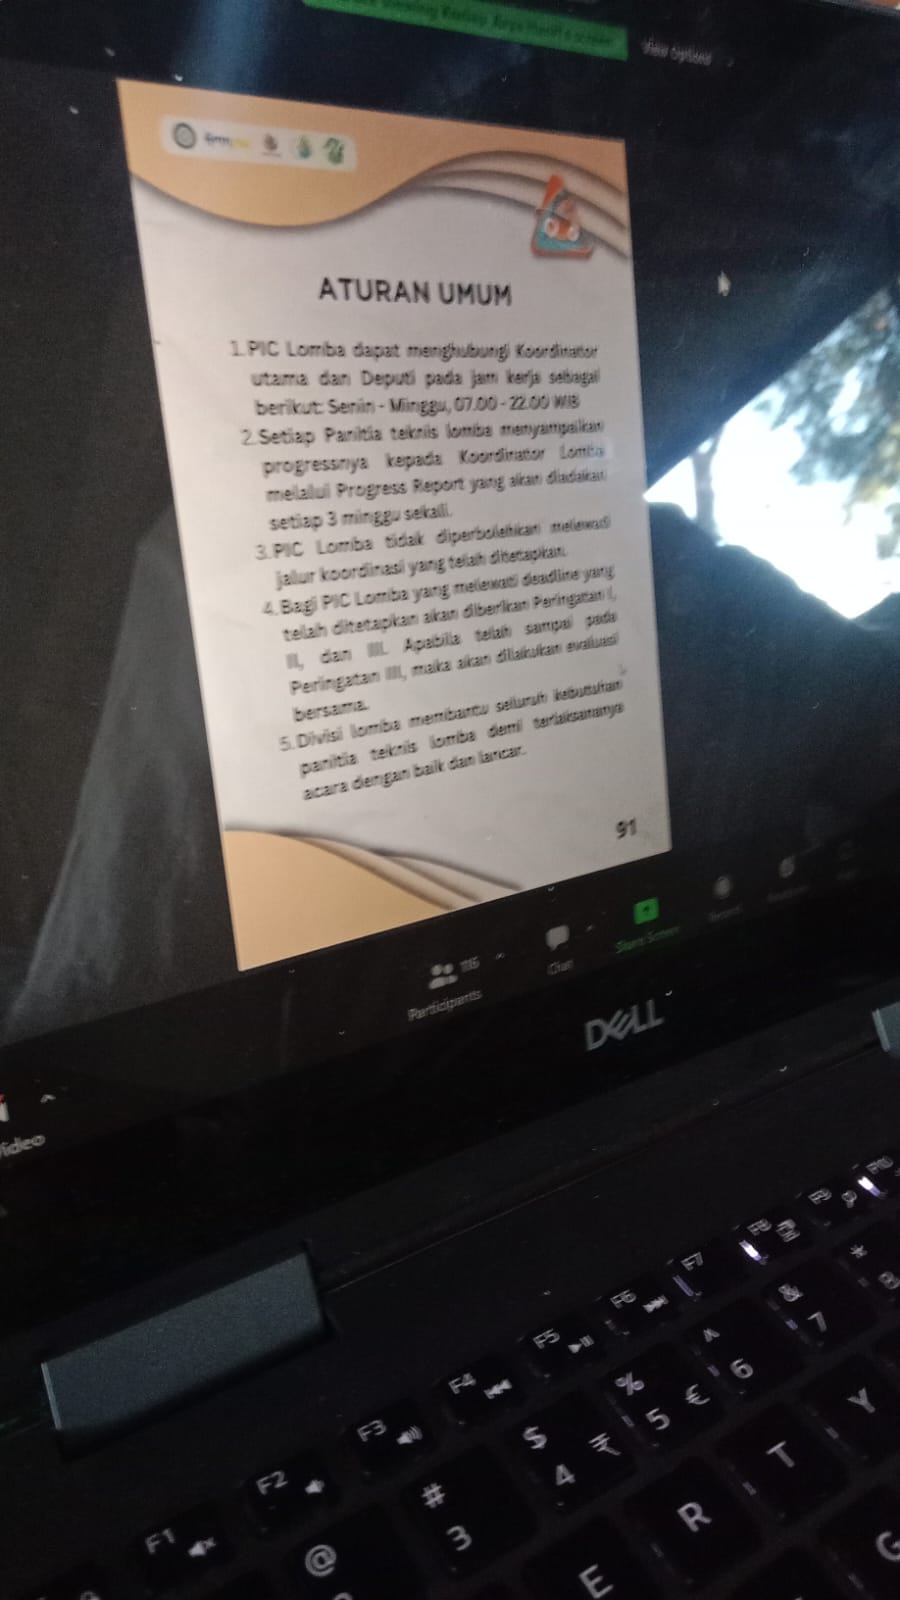 View options
ATURAN UMUM
1. PIC Lomba dapat menghubungi Koordinator
utama dan Deputi pada jam kerja sebagai
berikut: Senin - Minggu, 07.00 - 22.00 WIB
2. Setiap Panitia teknis lomba menyampaikan
progressnya kepada Koordinator Lomba
melalui Progress Report yang akan diadakan
setiap 3 minggu sekali.
3. PIC Lomba tidak diperbolehkan melewati
jalur koordinasi yang telah ditetapkan.
4. Bagi PIC Lomba yang melewati deadline yang
telah ditetapkan akan diberikan Peringatan I,
II, dan III. Apabila telah sampai pada
Peringatan III, maka akan dilakukan evaluasi
bersama.
5. Divisi lomba membantu seluruh kebutuhan
panitia teknis lomba demi terlaksananya
acara dengan baik dan lancar.
91
Participants
Chat
Share Screen
DELL
F1 F2 F3 F4 F5 F6 F7 F8 F9 F10
@ # 3 $ 4 ₹ % 5 € ^ 6 & 7 * 8
E R T Y
G